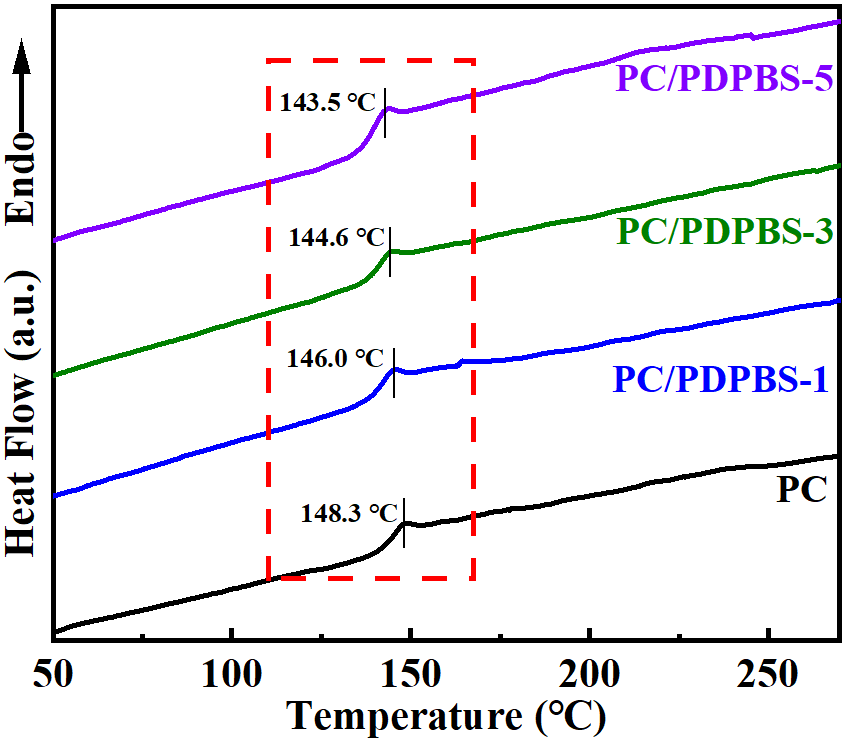 PC/PDPBS-5
143.5 °C
PC/PDPBS-3
144.6 °C
146.0 °C
PC/PDPBS-1
PC
148.3 °C
Heat Flow (a.u.) Endo
50 100 150 200 250
Temperature (°C)